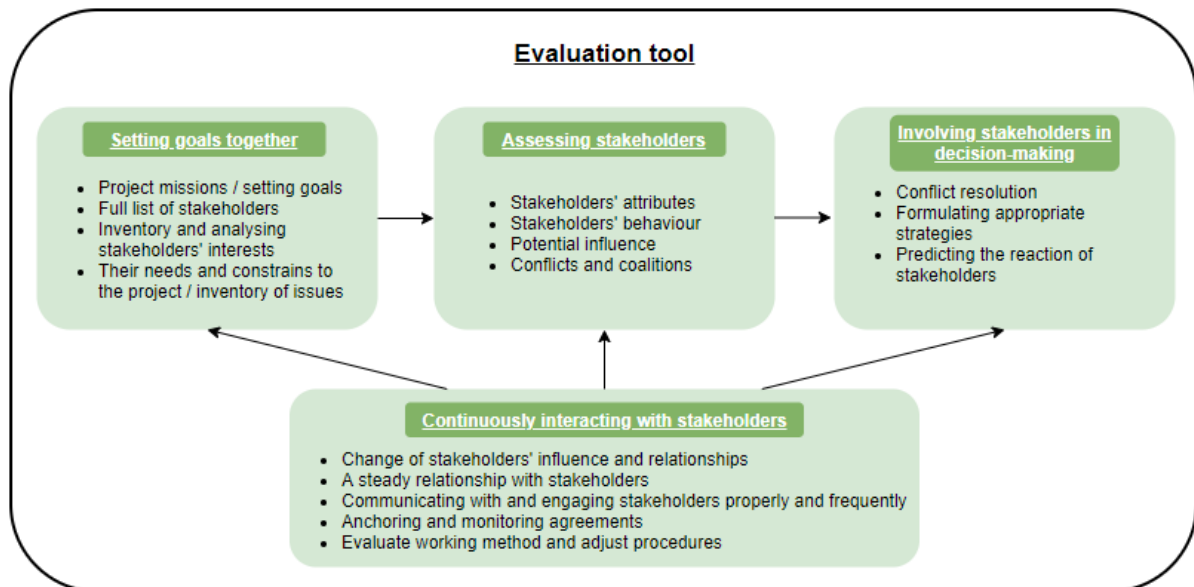 Evaluation tool
Setting goals together
• Project missions / setting goals
• Full list of stakeholders
• Inventory and analysing
stakeholders' interests
• Their needs and constrains to
the project / inventory of issues
Assessing stakeholders
• Stakeholders' attributes
• Stakeholders' behaviour
• Potential influence
• Conflicts and coalitions
Involving stakeholders in
decision-making
• Conflict resolution
• Formulating appropriate
strategies
• Predicting the reaction of
stakeholders
Continuously interacting with stakeholders
• Change of stakeholders' influence and relationships
• A steady relationship with stakeholders
• Communicating with and engaging stakeholders properly and frequently
• Anchoring and monitoring agreements
• Evaluate working method and adjust procedures